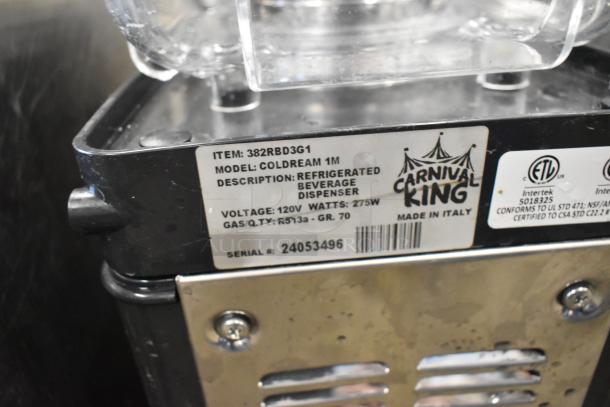 ITEM: 382RBD3G1
MODEL: COLDREAM 1M
DESCRIPTION: REFRIGERATED
BEVERAGE
DISPENSER
VOLTAGE: 120V WATTS: 275W
GAS/Q.TY: R513a - GR. 70
SERIAL #: 24053496
CARNIVAL
KING
MADE IN ITALY
ETL
Intertek
5018325
CONFORMS TO UL STD 471; NSF/AN
CERTIFIED TO CSA STD C22.2
Intertek